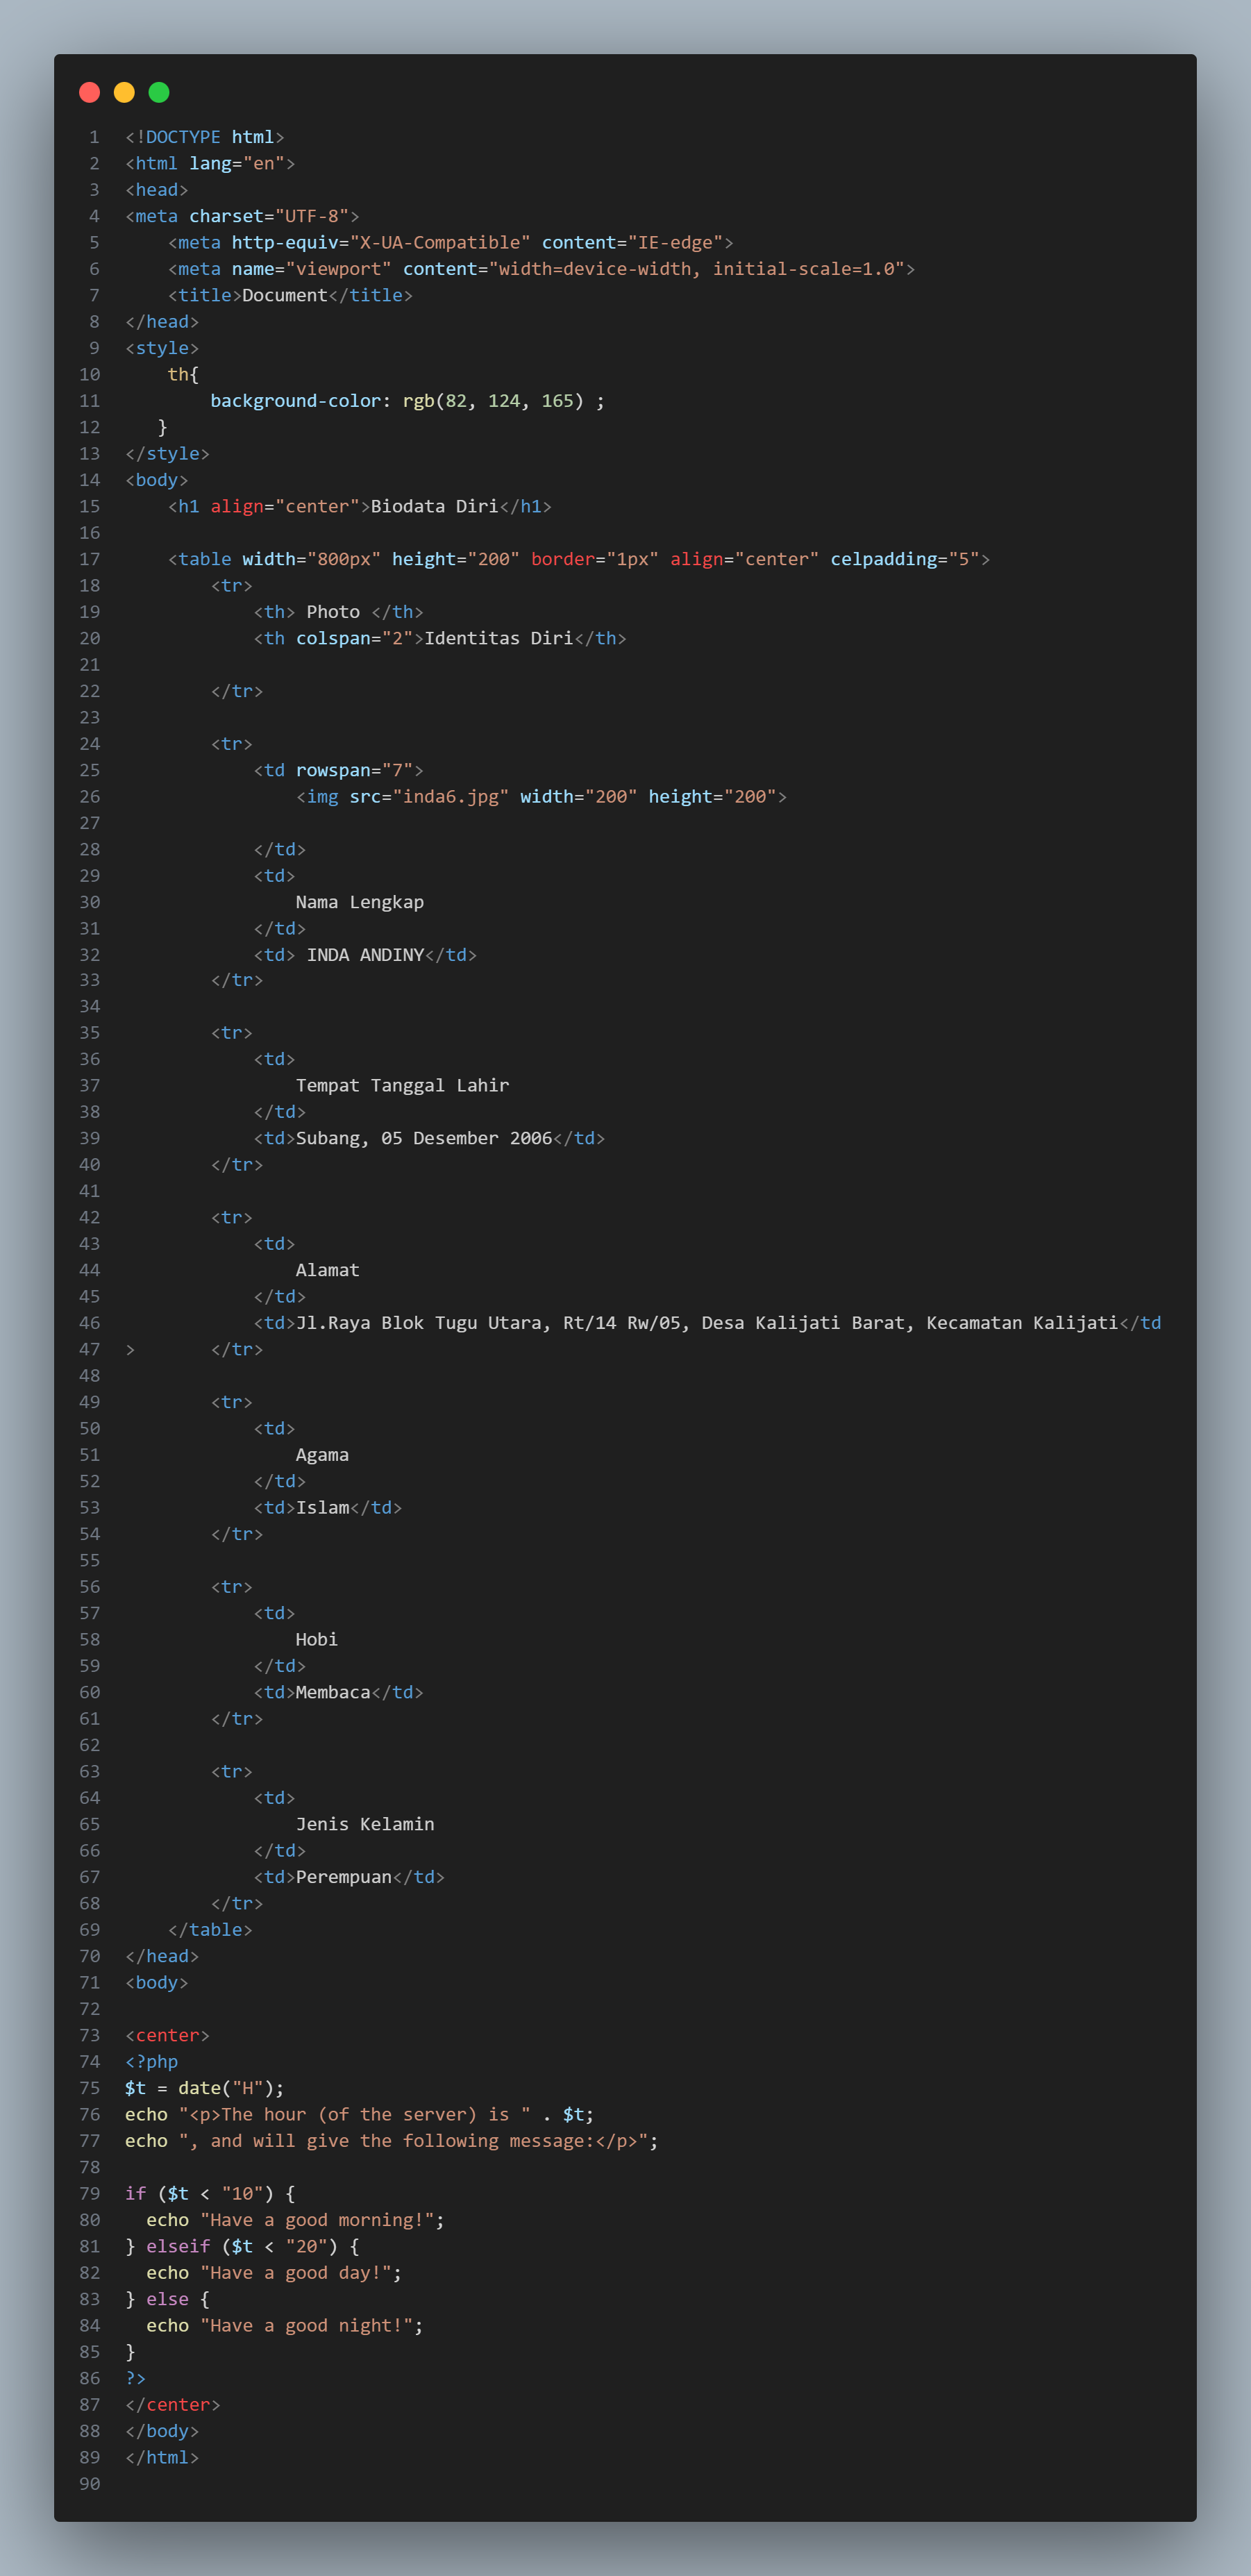 1 <!DOCTYPE html>
2 <html lang="en">
3 <head>
4 <meta charset="UTF-8">
5     <meta http-equiv="X-UA-Compatible" content="IE-edge">
6     <meta name="viewport" content="width=device-width, initial-scale=1.0">
7     <title>Document</title>
8 </head>
9 <style>
10     th{
11         background-color: rgb(82, 124, 165) ;
12    }
13 </style>
14 <body>
15     <h1 align="center">Biodata Diri</h1>
16
17     <table width="800px" height="200" border="1px" align="center" celpadding="5">
18         <tr>
19             <th> Photo </th>
20             <th colspan="2">Identitas Diri</th>
21
22         </tr>
23
24         <tr>
25             <td rowspan="7">
26                 <img src="inda6.jpg" width="200" height="200">
27
28             </td>
29             <td>
30                 Nama Lengkap
31             </td>
32             <td> INDA ANDINY</td>
33         </tr>
34
35         <tr>
36             <td>
37                 Tempat Tanggal Lahir
38             </td>
39             <td>Subang, 05 Desember 2006</td>
40         </tr>
41
42         <tr>
43             <td>
44                 Alamat
45             </td>
46             <td>Jl.Raya Blok Tugu Utara, Rt/14 Rw/05, Desa Kalijati Barat, Kecamatan Kalijati</td
47 >       </tr>
48
49         <tr>
50             <td>
51                 Agama
52             </td>
53             <td>Islam</td>
54         </tr>
55
56         <tr>
57             <td>
58                 Hobi
59             </td>
60             <td>Membaca</td>
61         </tr>
62
63         <tr>
64             <td>
65                 Jenis Kelamin
66             </td>
67             <td>Perempuan</td>
68         </tr>
69     </table>
70 </head>
71 <body>
72
73 <center>
74 <?php
75 $t = date("H");
76 echo "<p>The hour (of the server) is " . $t;
77 echo ", and will give the following message:</p>";
78
79 if ($t < "10") {
80   echo "Have a good morning!";
81 } elseif ($t < "20") {
82   echo "Have a good day!";
83 } else {
84   echo "Have a good night!";
85 }
86 ?>
87 </center>
88 </body>
89 </html>
90